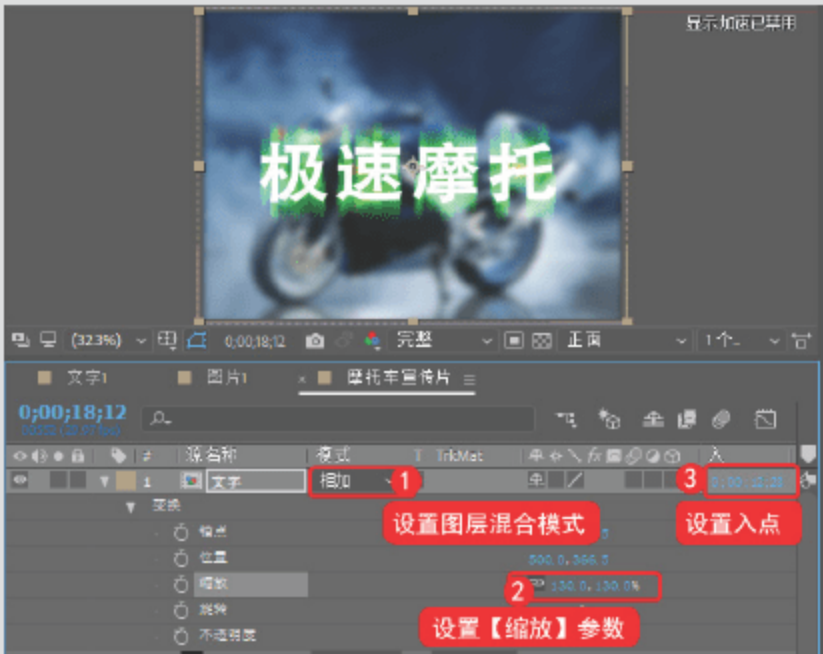 显示加速已禁用
极速摩托
(32.3%) 0;00;18;12 完整 正面 1个...
文字1 图片1 × 摩托车宣传片
0;00;18;12
# 源名称 模式 T TrkMat 入
1 文字 相加 1 3
变换 设置图层混合模式 设置入点
锚点
位置 500.0,366.5
缩放 2 130.0,130.0%
旋转 设置【缩放】参数
不透明度